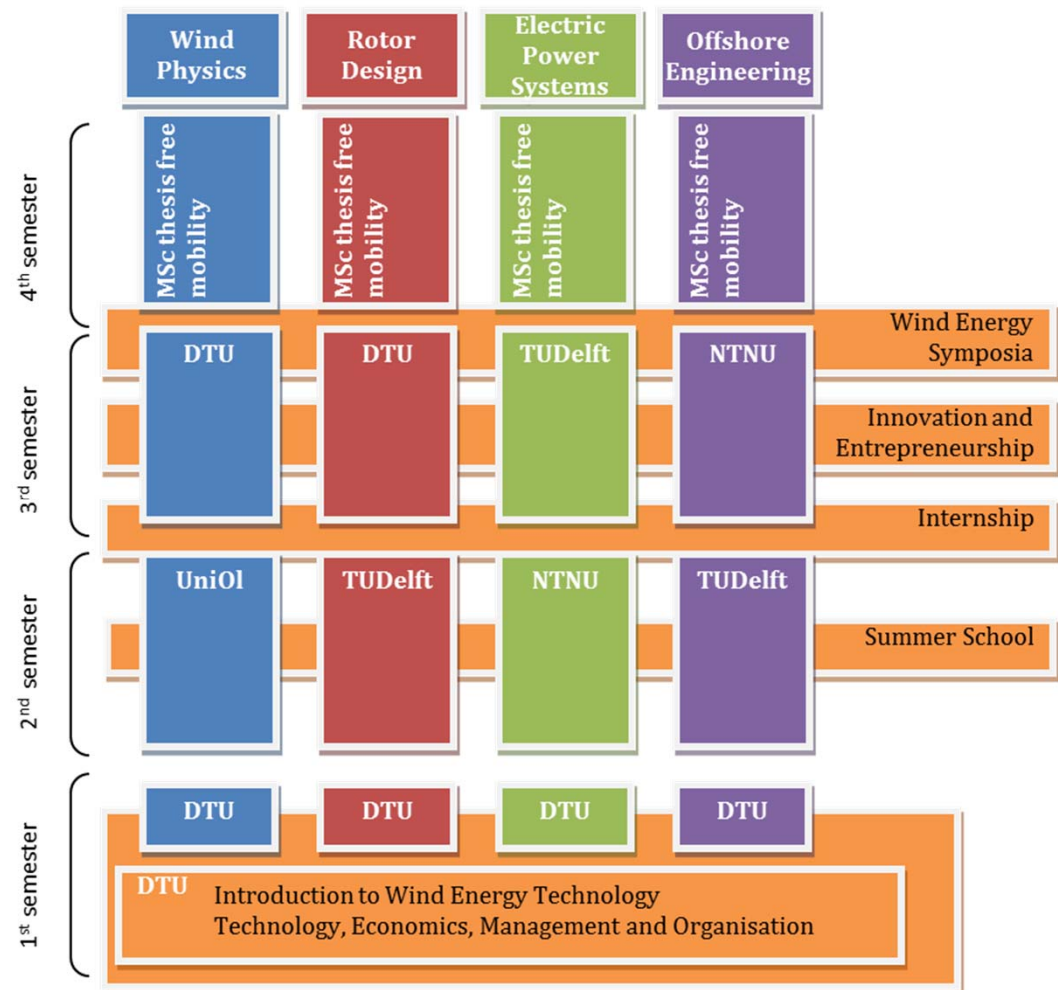 Wind
Physics
Rotor
Design
Electric
Power
Systems
Offshore
Engineering
4th semester
MSc thesis free
mobility
MSc thesis free
mobility
MSc thesis free
mobility
MSc thesis free
mobility
Wind Energy
Symposia
3rd semester
DTU
DTU
TUDelft
NTNU
Innovation and
Entrepreneurship
Internship
2nd semester
UniOl
TUDelft
NTNU
TUDelft
Summer School
1st semester
DTU
DTU
DTU
DTU
DTU
Introduction to Wind Energy Technology
Technology, Economics, Management and Organisation